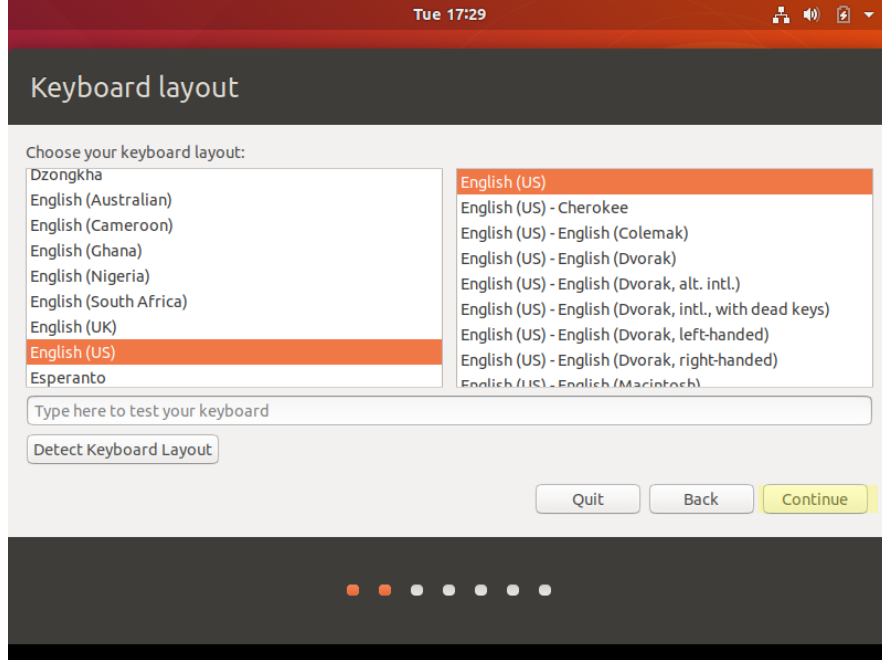 Tue 17:29
Keyboard layout
Choose your keyboard layout:
Dzongkha
English (Australian)
English (Cameroon)
English (Ghana)
English (Nigeria)
English (South Africa)
English (UK)
English (US)
Esperanto
English (US)
English (US) - Cherokee
English (US) - English (Colemak)
English (US) - English (Dvorak)
English (US) - English (Dvorak, alt. intl.)
English (US) - English (Dvorak, intl., with dead keys)
English (US) - English (Dvorak, left-handed)
English (US) - English (Dvorak, right-handed)
English (US) - English (Macintosh)
Type here to test your keyboard
Detect Keyboard Layout
Quit
Back
Continue